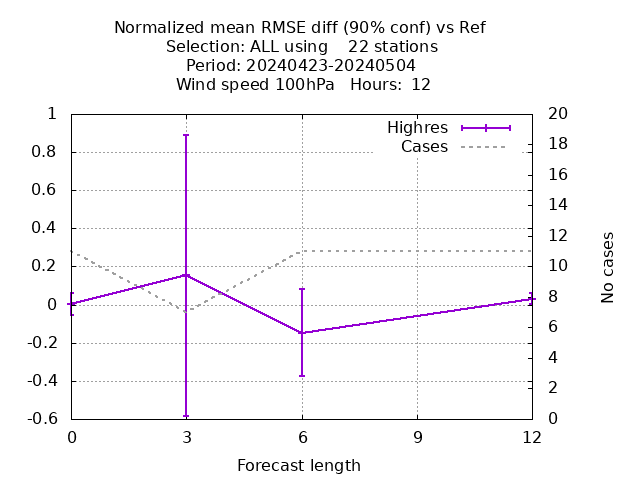 Normalized mean RMSE diff (90% conf) vs Ref
Selection: ALL using    22 stations
Period: 20240423-20240504
Wind speed 100hPa   Hours:  12
Highres
Cases
1
0.8
0.6
0.4
0.2
0
-0.2
-0.4
-0.6
20
18
16
14
12
10
8
6
4
2
0
No cases
0 3 6 9 12
Forecast length